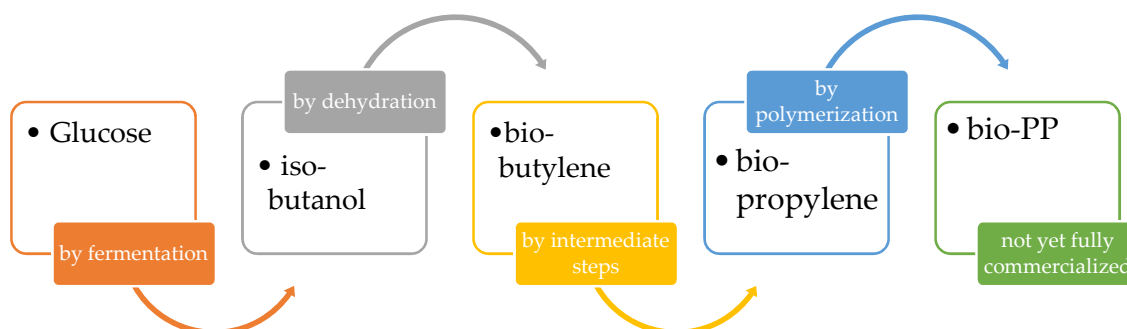 • Glucose
by fermentation
by dehydration
• iso-
butanol
•bio-
butylene
by intermediate
steps
by
polymerization
• bio-
propylene
• bio-PP
not yet fully
commercialized